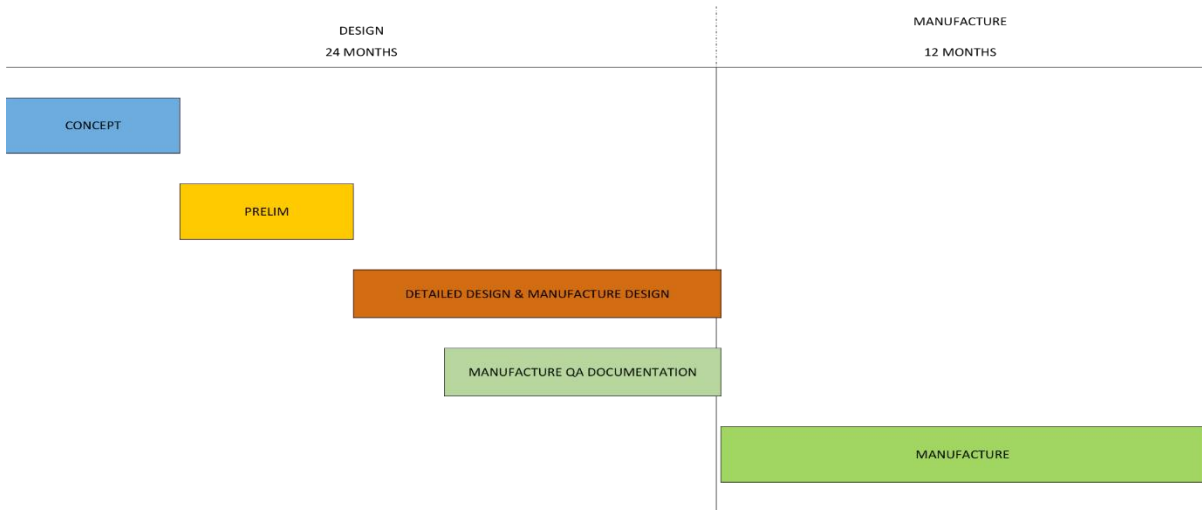 DESIGN
24 MONTHS
MANUFACTURE
12 MONTHS
CONCEPT
PRELIM
DETAILED DESIGN & MANUFACTURE DESIGN
MANUFACTURE QA DOCUMENTATION
MANUFACTURE